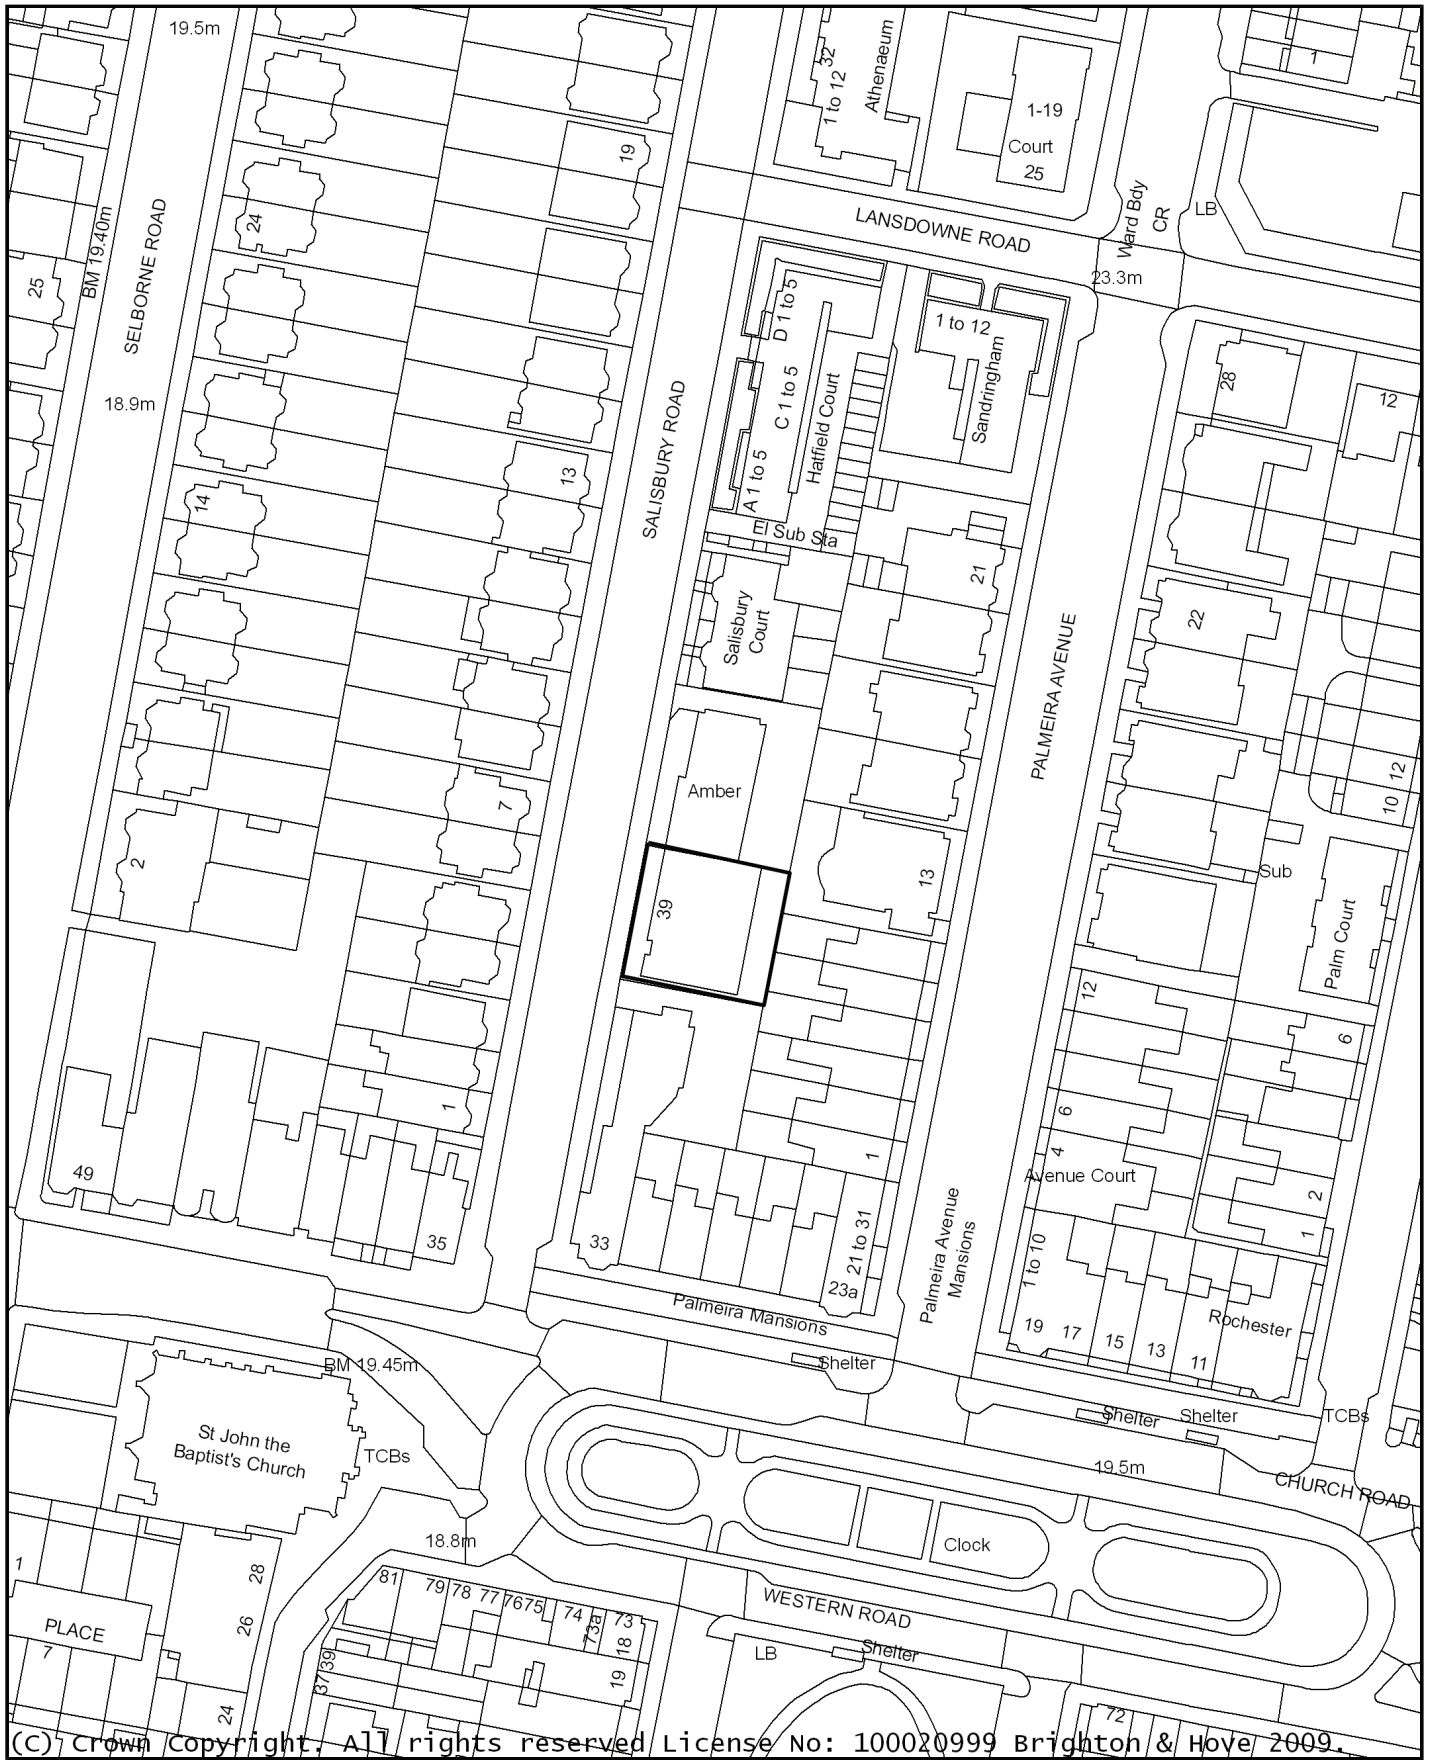 19.5m
32
1 to 12
Athenaeum
1-19
Court
25
1
19
24
BM 19.40m
SELBORNE ROAD
25
18.9m
LANSDOWNE ROAD
Ward Bdy
CR
LB
23.3m
D 1 to 5
C 1 to 5
A 1 to 5
Hatfield Court
El Sub Sta
1 to 12
Sandringham
28
12
SALISBURY ROAD
13
14
21
22
Salisbury
Court
PALMEIRA AVENUE
Amber
7
12
10
2
39
13
Sub
Palm Court
12
6
1
6
4
Avenue Court
1
2
1
49
35
33
21 to 31
23a
Palmeira Avenue
Mansions
1 to 10
19
17
15
13
11
Rochester
Palmeira Mansions
Shelter
BM 19.45m
Shelter
Shelter
TCBs
St John the
Baptist's Church
TCBs
19.5m
CHURCH ROAD
18.8m
Clock
1
28
26
24
PLACE
7
81
79
78
77
76
75
74
73a
73
18
19
39
37
WESTERN ROAD
LB
Shelter
72
(C) Crown Copyright. All rights reserved License No: 100020999 Brighton & Hove 2009.